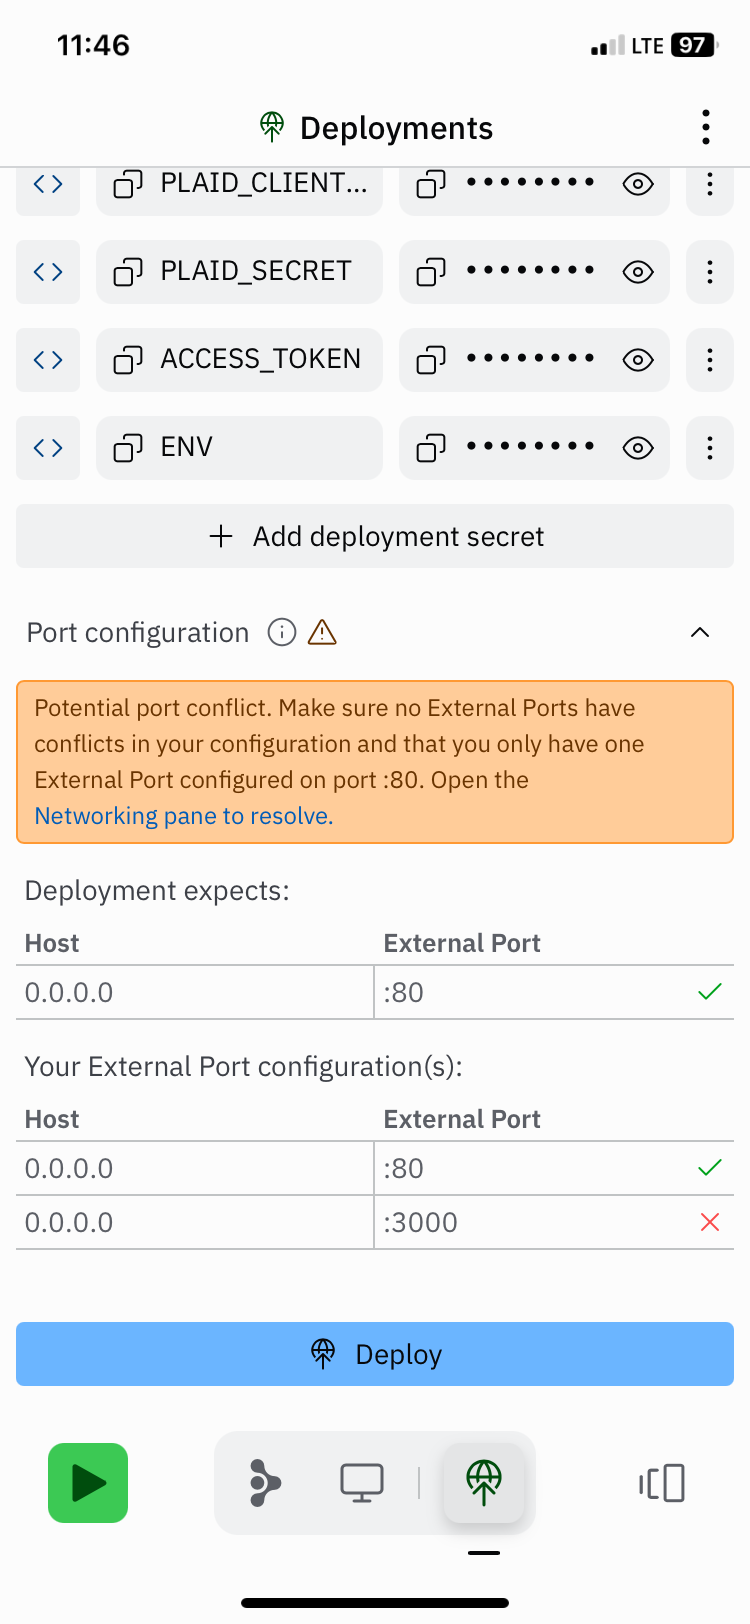 11:46
LTE 97
Deployments
PLAID_CLIENT...
PLAID_SECRET
ACCESS_TOKEN
ENV
Add deployment secret
Port configuration
Potential port conflict. Make sure no External Ports have
conflicts in your configuration and that you only have one
External Port configured on port :80. Open the
Networking pane to resolve.
Deployment expects:
Host External Port
0.0.0.0 :80
Your External Port configuration(s):
Host External Port
0.0.0.0 :80
0.0.0.0 :3000
Deploy